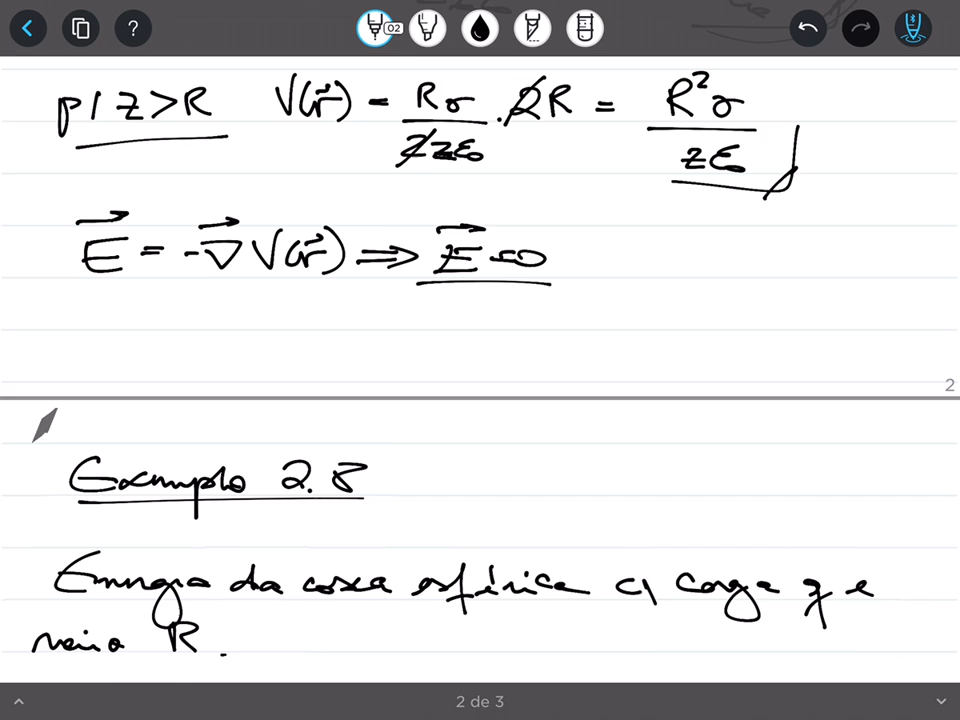 02
p/ z > R V(r⃗) = Rσ/2zε₀ · 2R = R²σ/zε₀
E⃗ = -∇⃗V(r⃗) ⟹ E⃗ = 0
2
Exemplo 2.8
Energia da casca esférica c/ carga q e
raio R.
2 de 3